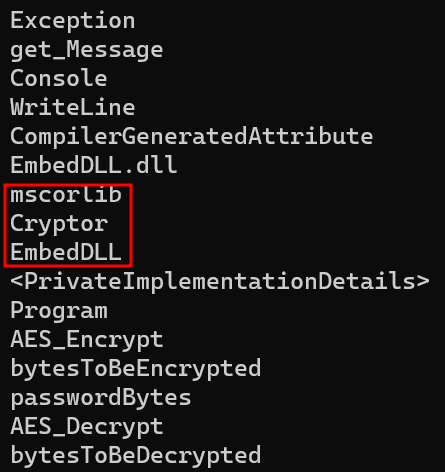 Exception
get_Message
Console
WriteLine
CompilerGeneratedAttribute
EmbedDLL.dll
mscorlib
Cryptor
EmbedDLL
<PrivateImplementationDetails>
Program
AES_Encrypt
bytesToBeEncrypted
passwordBytes
AES_Decrypt
bytesToBeDecrypted